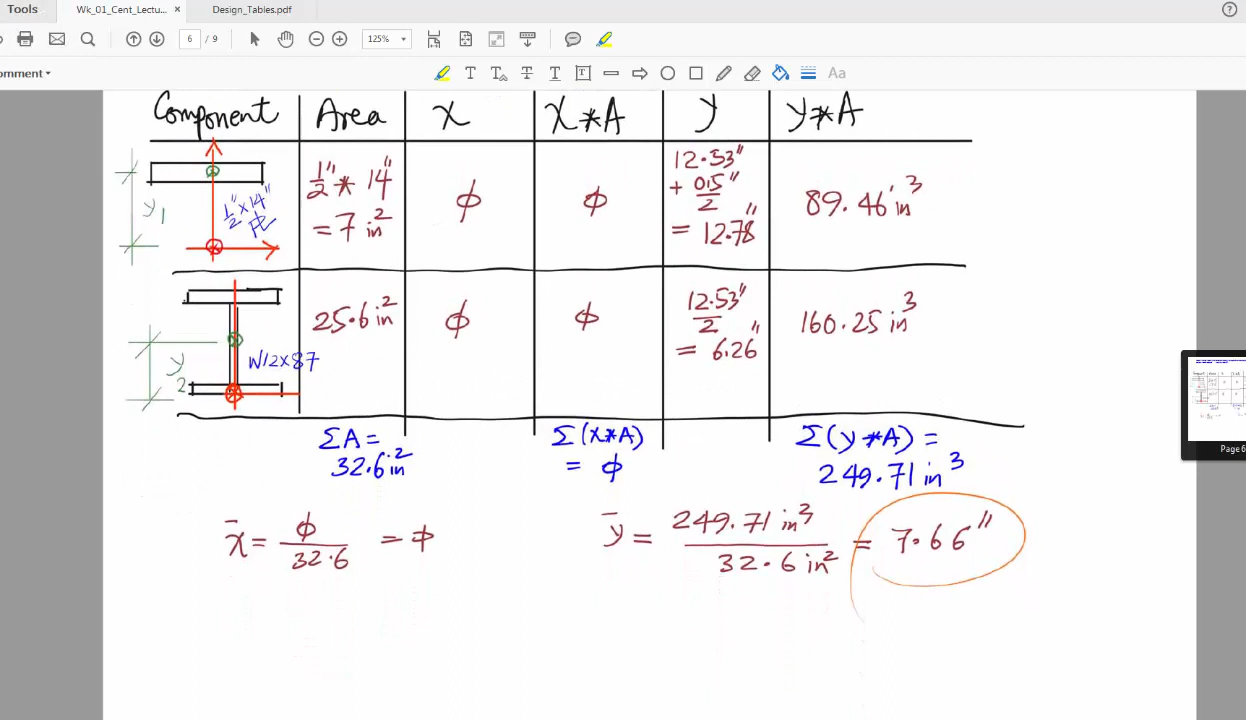 Tools
Wk_01_Cent_Lectu... ×
Design_Tables.pdf
6 / 9
125%
omment
Aa
Component Area x x*A y y*A
y1
1/2" x 14"
PL
1/2" * 14"
= 7 in²
ϕ
ϕ
12.53"
+ 0.5"/2
= 12.78"
89.46 in³
y2
W12x87
25.6 in²
ϕ
ϕ
12.53"/2
= 6.26"
160.25 in³
ΣA =
32.6 in²
Σ(x*A)
= ϕ
Σ(y*A) =
249.71 in³
x̄ = ϕ/32.6 = ϕ
ȳ = 249.71 in³/32.6 in² = 7.66"
Page 6